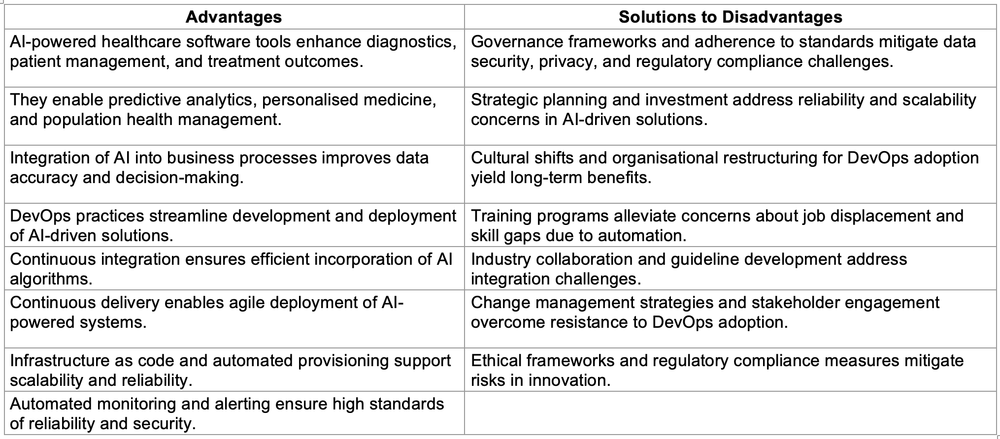 Advantages
Solutions to Disadvantages
AI-powered healthcare software tools enhance diagnostics,
patient management, and treatment outcomes.
Governance frameworks and adherence to standards mitigate data
security, privacy, and regulatory compliance challenges.
They enable predictive analytics, personalised medicine,
and population health management.
Strategic planning and investment address reliability and scalability
concerns in AI-driven solutions.
Integration of AI into business processes improves data
accuracy and decision-making.
Cultural shifts and organisational restructuring for DevOps adoption
yield long-term benefits.
DevOps practices streamline development and deployment
of AI-driven solutions.
Training programs alleviate concerns about job displacement and
skill gaps due to automation.
Continuous integration ensures efficient incorporation of AI
algorithms.
Industry collaboration and guideline development address
integration challenges.
Continuous delivery enables agile deployment of AI-
powered systems.
Change management strategies and stakeholder engagement
overcome resistance to DevOps adoption.
Infrastructure as code and automated provisioning support
scalability and reliability.
Ethical frameworks and regulatory compliance measures mitigate
risks in innovation.
Automated monitoring and alerting ensure high standards
of reliability and security.